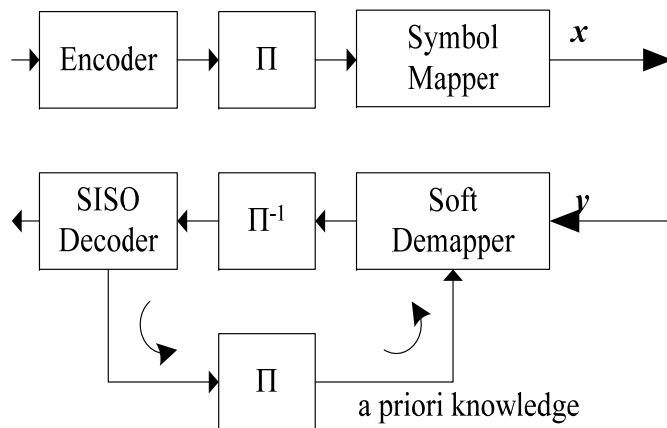 Encoder
Π
Symbol
Mapper
x
SISO
Decoder
Π⁻¹
Soft
Demapper
y
Π
a priori knowledge